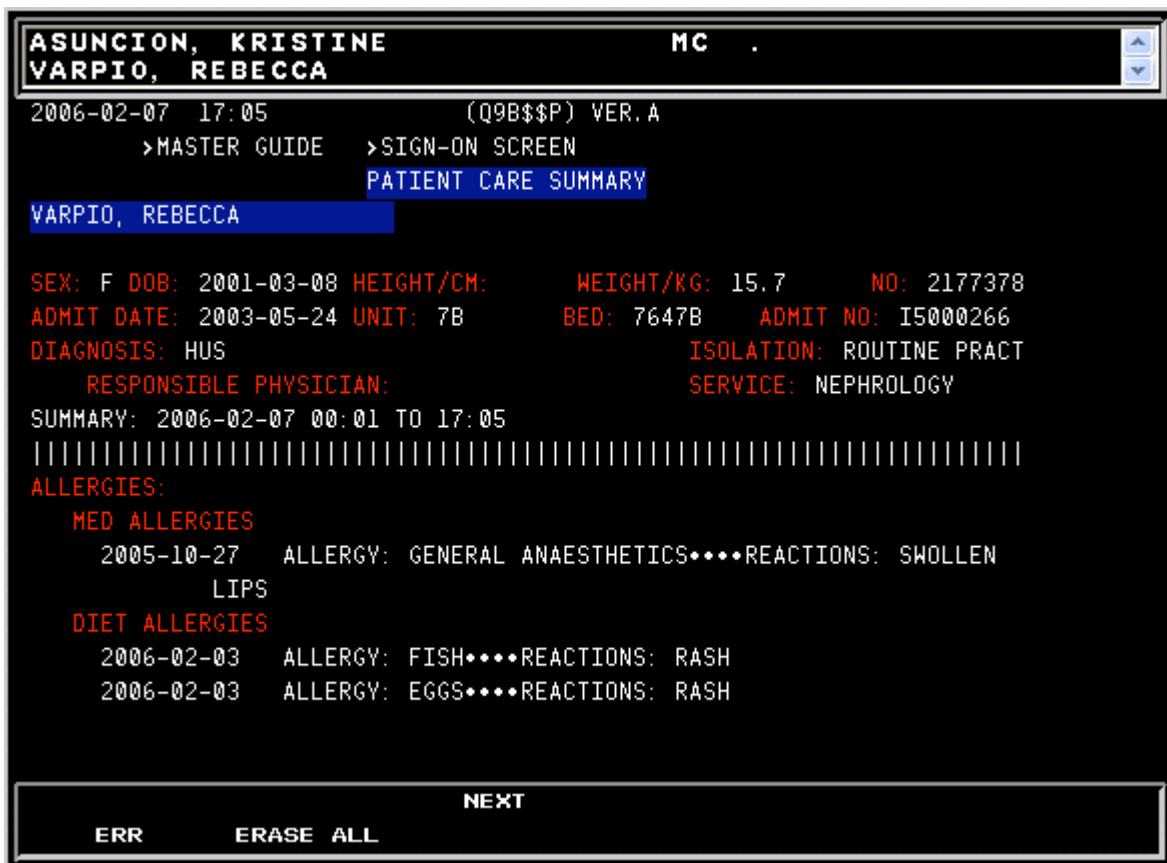 ASUNCION, KRISTINE MC .
VARPIO, REBECCA
2006-02-07 17:05 (Q9B$$P) VER.A
>MASTER GUIDE >SIGN-ON SCREEN
PATIENT CARE SUMMARY
VARPIO, REBECCA
SEX: F DOB: 2001-03-08 HEIGHT/CM: WEIGHT/KG: 15.7 NO: 2177378
ADMIT DATE: 2003-05-24 UNIT: 7B BED: 7647B ADMIT NO: I5000266
DIAGNOSIS: HUS ISOLATION: ROUTINE PRACT
RESPONSIBLE PHYSICIAN: SERVICE: NEPHROLOGY
SUMMARY: 2006-02-07 00:01 TO 17:05
|||||||||||||||||||||||||||||||||||||||||||||||||||||||||||||||||||||||
ALLERGIES:
MED ALLERGIES
2005-10-27 ALLERGY: GENERAL ANAESTHETICS••••REACTIONS: SWOLLEN
LIPS
DIET ALLERGIES
2006-02-03 ALLERGY: FISH••••REACTIONS: RASH
2006-02-03 ALLERGY: EGGS••••REACTIONS: RASH
NEXT
ERR ERASE ALL